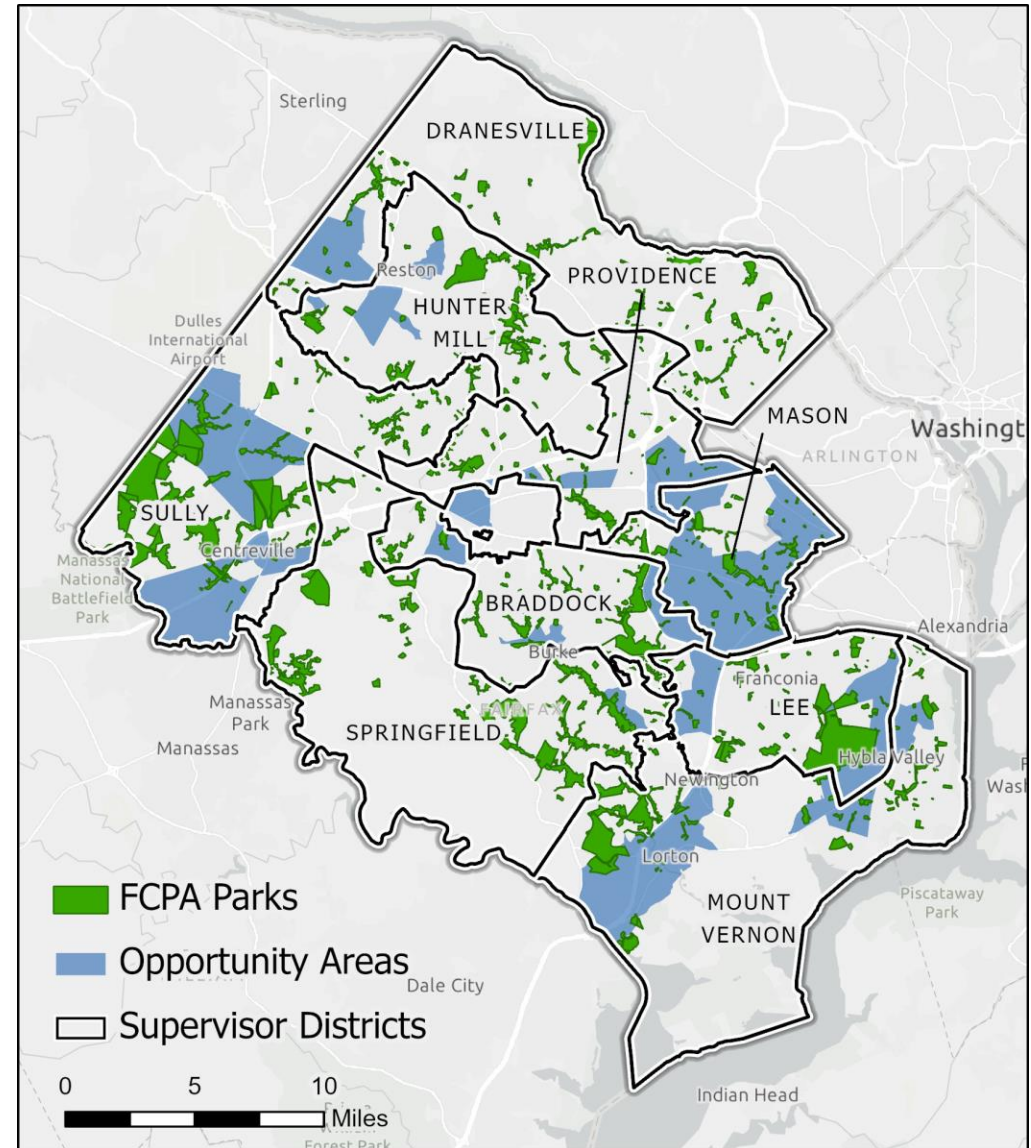 Sterling
DRANESVILLE
PROVIDENCE
Reston
HUNTER
MILL
Dulles
International
Airport
MASON
Washingt
ARLINGTON
SULLY
Centreville
Manassas
National
Battlefield
Park
BRADDOCK
Burke
Alexandria
Franconia
LEE
Manassas
Park
FAIRFAX
SPRINGFIELD
Manassas
Hybla Valley
Newington
Wash
Lorton
MOUNT
VERNON
Piscataway
Park
FCPA Parks
Opportunity Areas
Supervisor Districts
Dale City
0 5 10
Miles
Indian Head
Forest Park